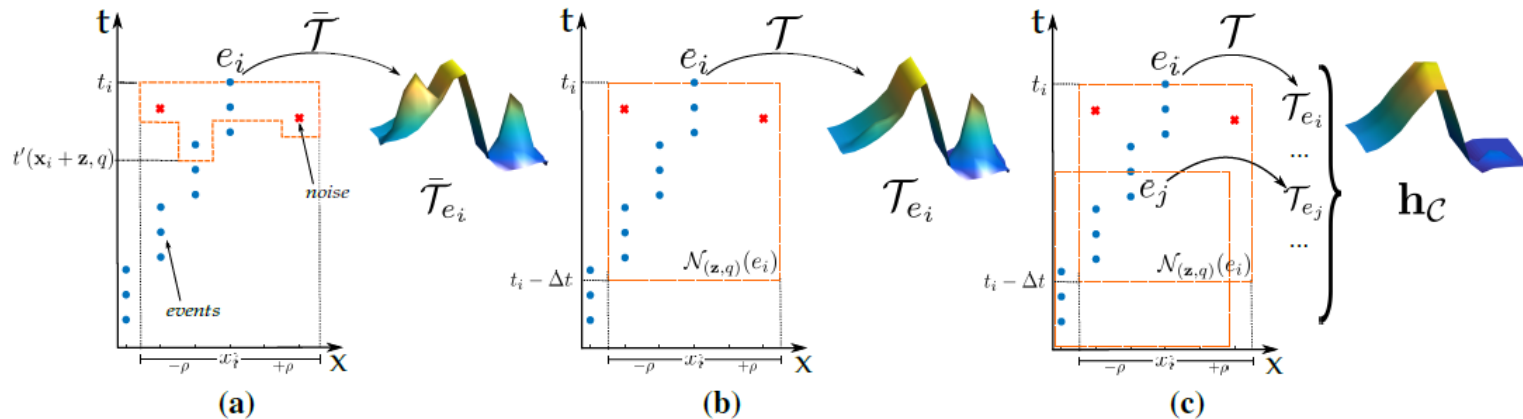 t
e_i
𝒯̄
t_i
t′(x_i + z, q)
noise
𝒯̄_{e_i}
events
−ρ
x_i
+ρ
x
(a)
t
e_i
𝒯
t_i
𝒯_{e_i}
𝒩_{(z,q)}(e_i)
t_i − Δt
−ρ
x_i
+ρ
x
(b)
t
e_i
𝒯
t_i
𝒯_{e_i}
...
e_j
𝒯_{e_j}
...
h_𝒞
𝒩_{(z,q)}(e_i)
t_i − Δt
−ρ
x_i
+ρ
x
(c)